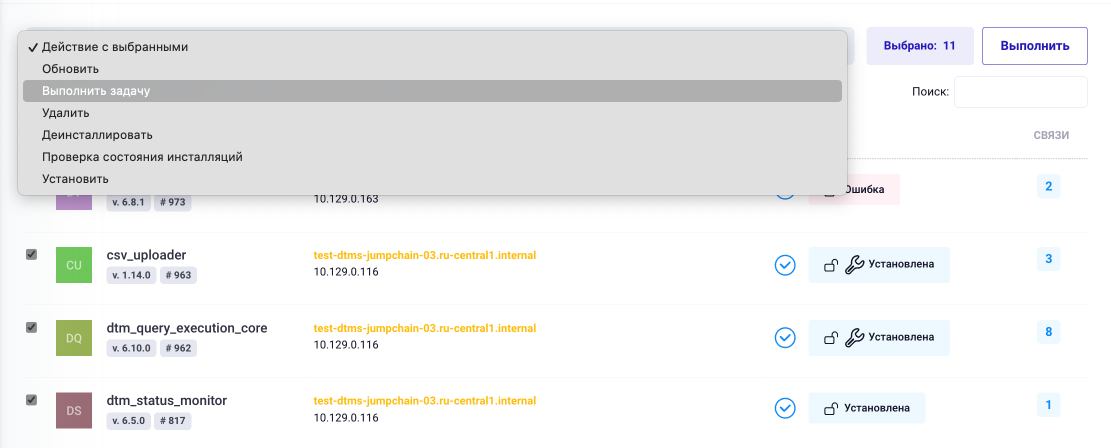 Действие с выбранными
Обновить
Выполнить задачу
Удалить
Деинсталлировать
Проверка состояния инсталляций
Установить
Выбрано: 11
Выполнить
Поиск:
СВЯЗИ
v. 6.8.1 # 973
10.129.0.163
Ошибка
2
CU
csv_uploader
v. 1.14.0 # 963
test-dtms-jumpchain-03.ru-central1.internal
10.129.0.116
Установлена
3
DQ
dtm_query_execution_core
v. 6.10.0 # 962
test-dtms-jumpchain-03.ru-central1.internal
10.129.0.116
Установлена
8
DS
dtm_status_monitor
v. 6.5.0 # 817
test-dtms-jumpchain-03.ru-central1.internal
10.129.0.116
Установлена
1